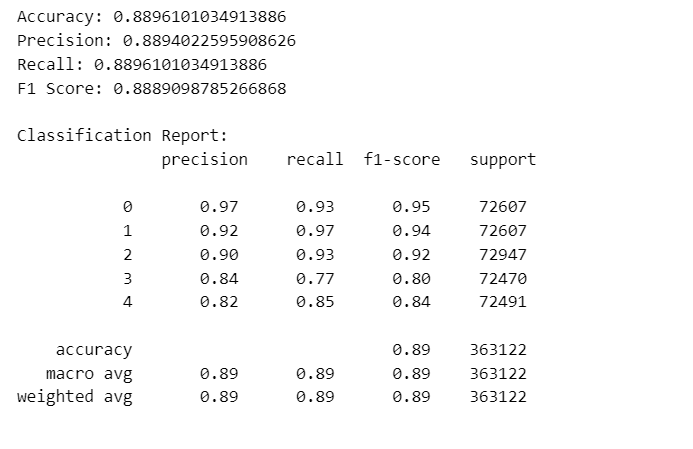 Accuracy: 0.8896101034913886
Precision: 0.8894022595908626
Recall: 0.8896101034913886
F1 Score: 0.8889098785266868
Classification Report:
precision recall f1-score support
0 0.97 0.93 0.95 72607
1 0.92 0.97 0.94 72607
2 0.90 0.93 0.92 72947
3 0.84 0.77 0.80 72470
4 0.82 0.85 0.84 72491
accuracy 0.89 363122
macro avg 0.89 0.89 0.89 363122
weighted avg 0.89 0.89 0.89 363122